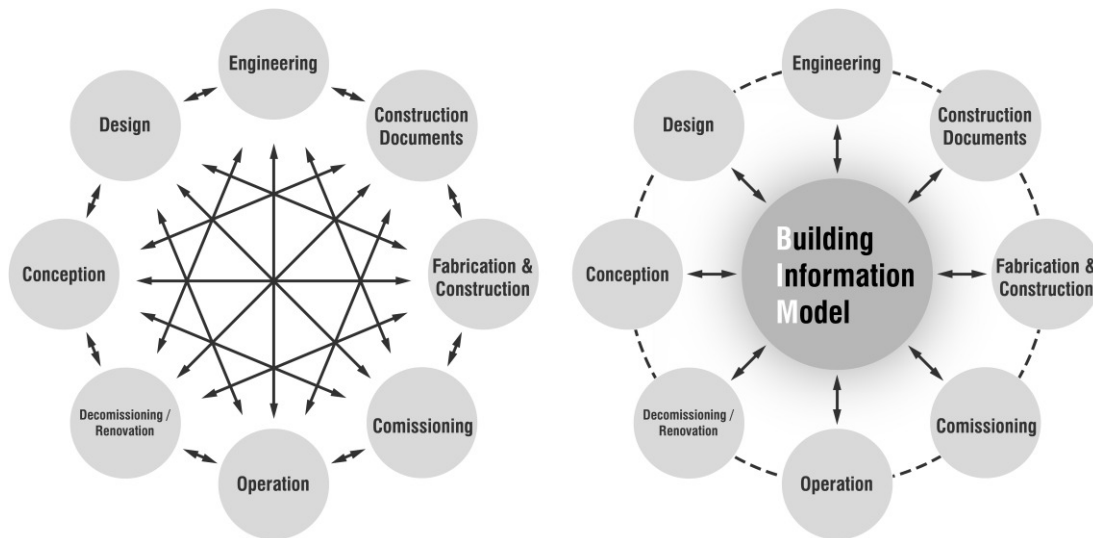 Engineering
Construction
Documents
Fabrication &
Construction
Comissioning
Operation
Decomissioning /
Renovation
Conception
Design
Engineering
Construction
Documents
Fabrication &
Construction
Comissioning
Operation
Decomissioning /
Renovation
Conception
Design
Building
Information
Model